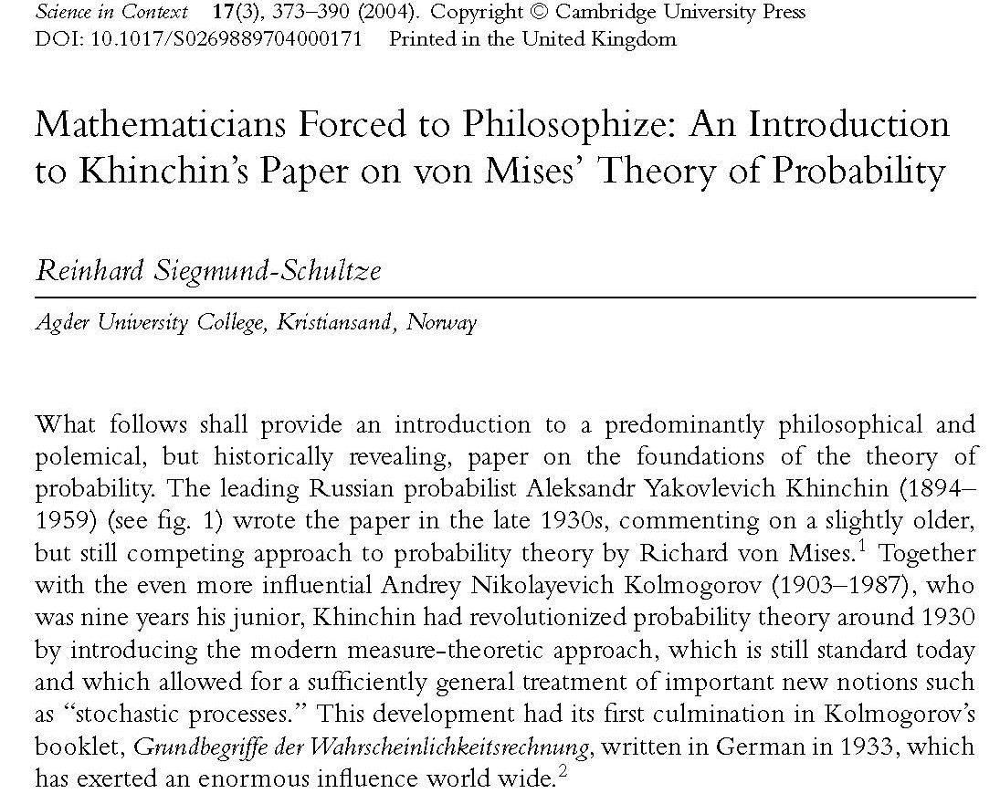 Science in Context 17(3), 373–390 (2004). Copyright © Cambridge University Press
DOI: 10.1017/S0269889704000171 Printed in the United Kingdom
Mathematicians Forced to Philosophize: An Introduction
to Khinchin’s Paper on von Mises’ Theory of Probability
Reinhard Siegmund-Schultze
Agder University College, Kristiansand, Norway
What follows shall provide an introduction to a predominantly philosophical and
polemical, but historically revealing, paper on the foundations of the theory of
probability. The leading Russian probabilist Aleksandr Yakovlevich Khinchin (1894–
1959) (see fig. 1) wrote the paper in the late 1930s, commenting on a slightly older,
but still competing approach to probability theory by Richard von Mises.1 Together
with the even more influential Andrey Nikolayevich Kolmogorov (1903–1987), who
was nine years his junior, Khinchin had revolutionized probability theory around 1930
by introducing the modern measure-theoretic approach, which is still standard today
and which allowed for a sufficiently general treatment of important new notions such
as “stochastic processes.” This development had its first culmination in Kolmogorov’s
booklet, Grundbegriffe der Wahrscheinlichkeitsrechnung, written in German in 1933, which
has exerted an enormous influence world wide.2